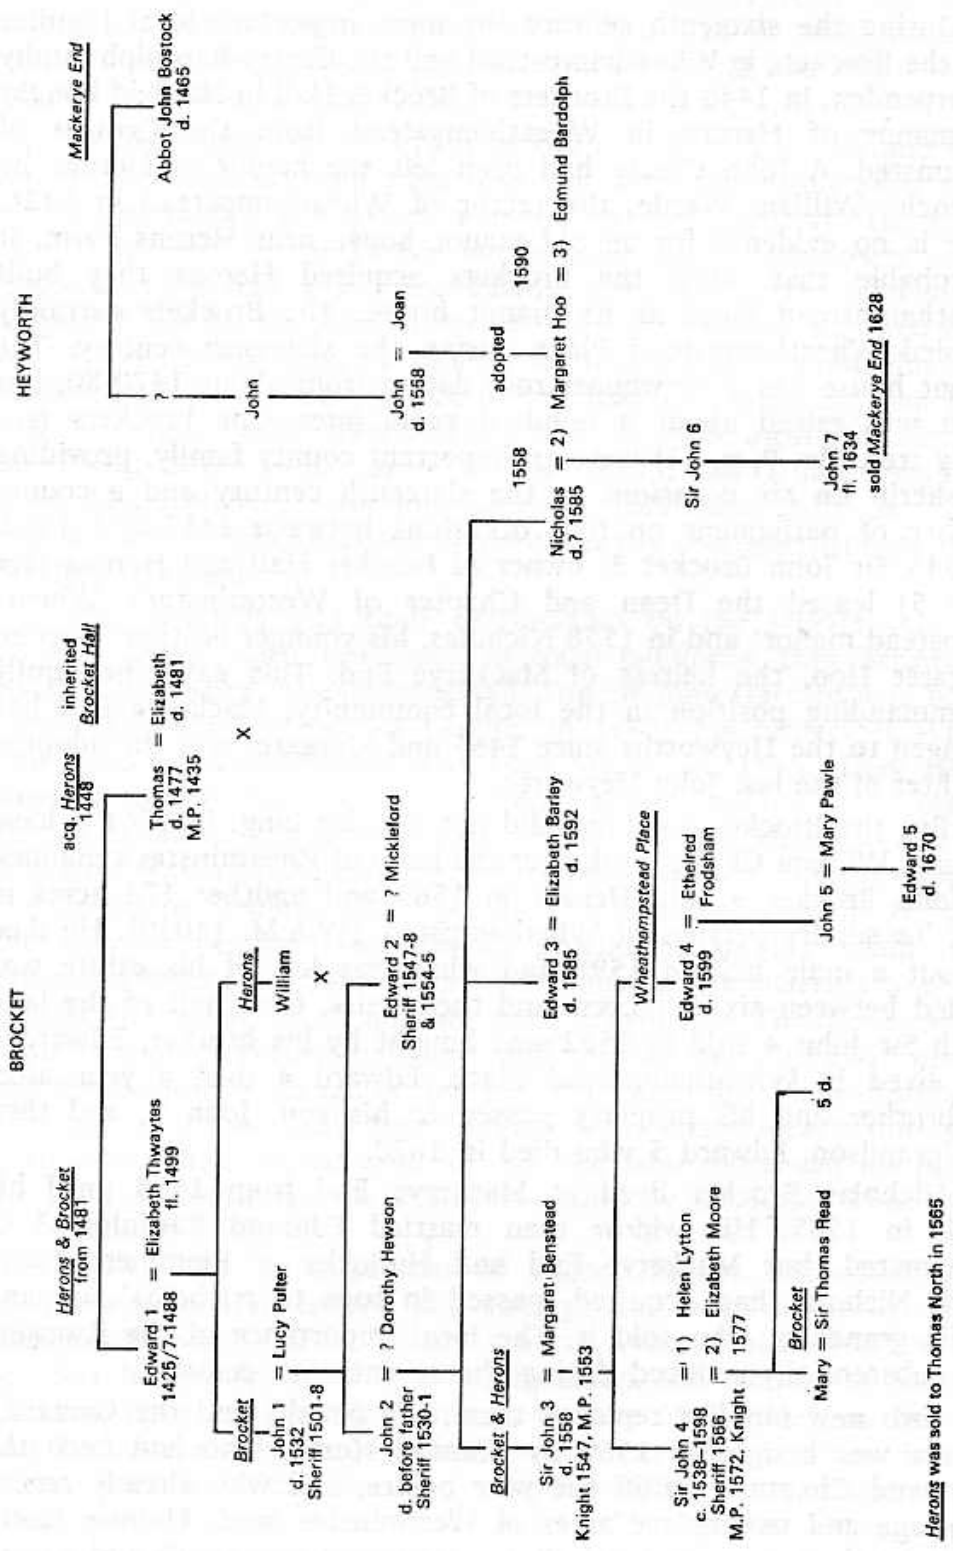 BROCKET
HEYWORTH
Herons & Brocket
from 1481
acq. Herons
1448
inherited
Brocket Hall
Mackerye End
Edward 1 = Elizabeth Thwaytes
1425/7-1488
fl. 1499
Thomas = Elizabeth
d. 1477
d. 1481
M.P. 1435
X
?
Abbot John Bostock
d. 1465
Brocket
Herons
John 1 = Lucy Pulter
d. 1532
Sheriff 1501-8
William
X
John
John 2 = ? Dorothy Hewson
d. before father
Sheriff 1530-1
Edward 2 = ? Mickleford
Sheriff 1547-8
& 1554-5
John = Joan
d. 1558
adopted
Brocket & Herons
1558
1590
Sir John 3 = Margaret Benstead
d. 1558
Knight 1547, M.P. 1553
Edward 3 = Elizabeth Barley
d. 1585
d. 1592
Nicholas = 2) Margaret Hoo = 3) Edmund Bardolph
d. ? 1585
Wheathampstead Place
Sir John 4 = 1) Helen Lytton
c. 1538-1598
Sheriff 1566 = 2) Elizabeth Moore
M.P. 1572, Knight 1577
Edward 4 = Ethelred
d. 1599
Frodsham
Sir John 6
Brocket
Mary = Sir Thomas Read
5 d.
John 5 = Mary Pawle
John 7
fl. 1634
sold Mackerye End 1628
Edward 5
d. 1670
Herons was sold to Thomas North in 1565